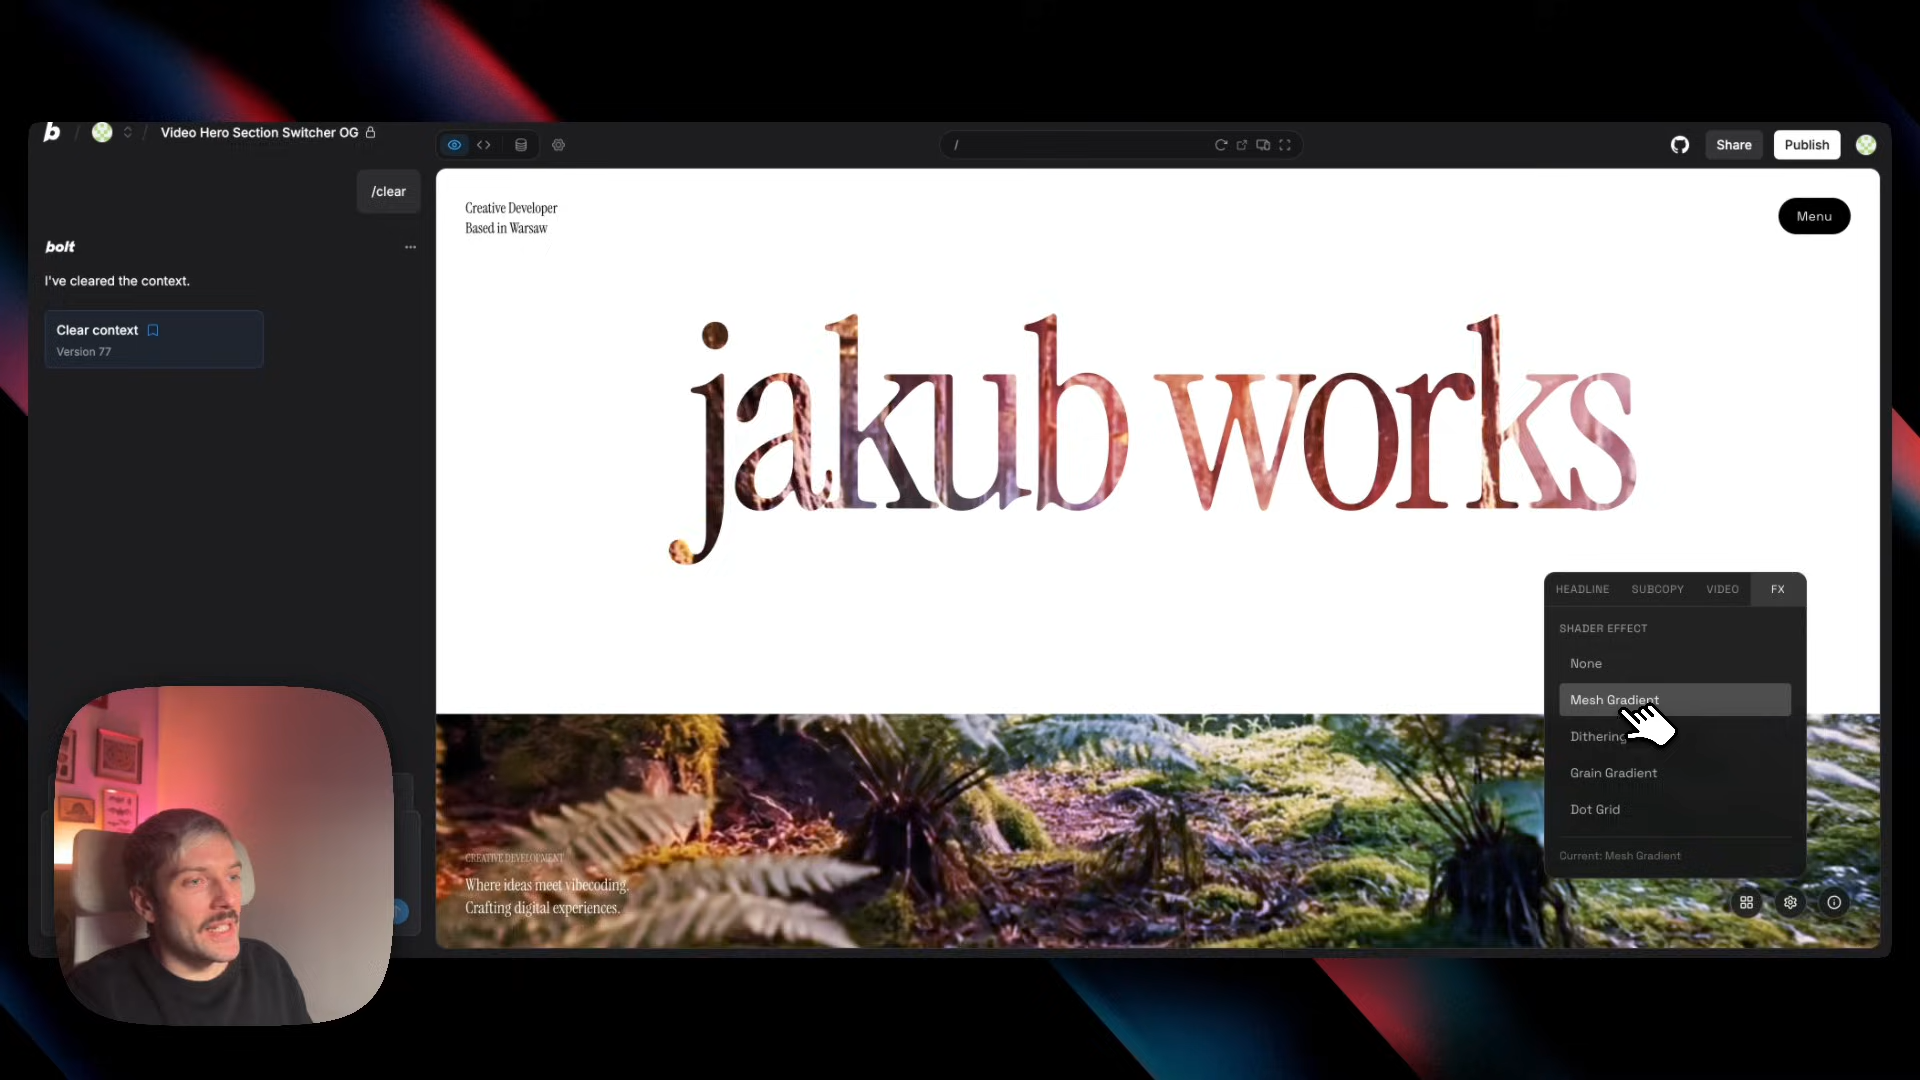 b / / Video Hero Section Switcher OG
/
Share
Publish
/clear
bolt
I've cleared the context.
Clear context
Version 77
Creative Developer
Based in Warsaw
Menu
jakub works
HEADLINE SUBCOPY VIDEO FX
SHADER EFFECT
None
Mesh Gradient
Dithering
Grain Gradient
Dot Grid
Current: Mesh Gradient
CREATIVE DEVELOPMENT
Where ideas meet vibecoding.
Crafting digital experiences.